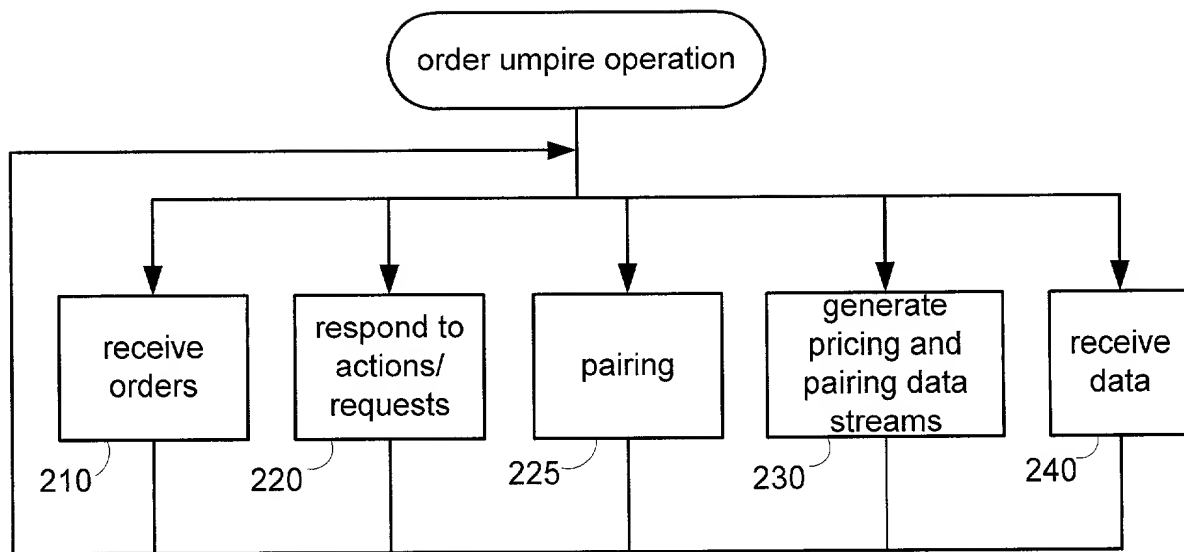 order umpire operation
receive
orders
respond to
actions/
requests
pairing
generate
pricing and
pairing data
streams
receive
data
210
220
225
230
240